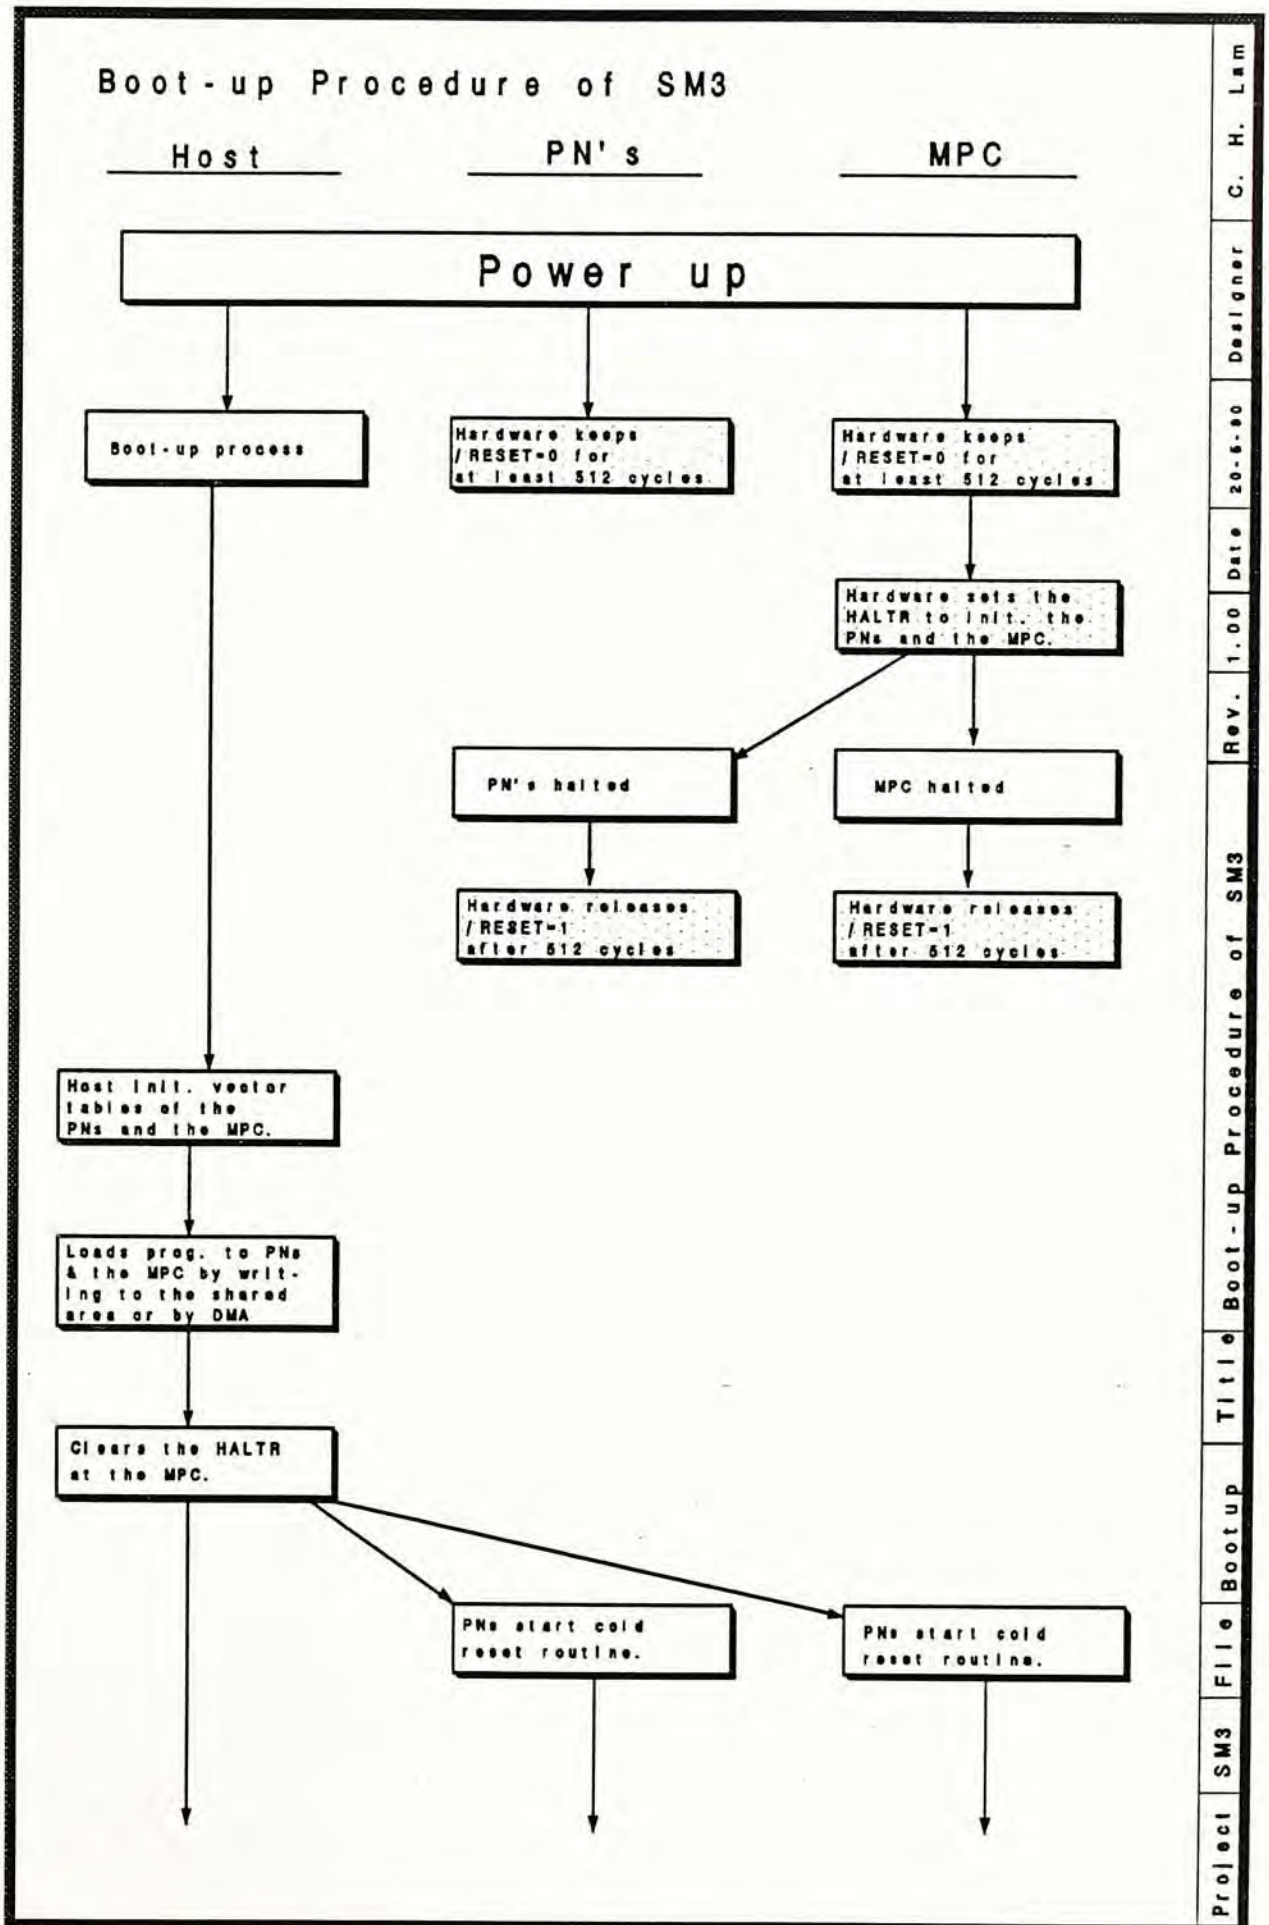 Boot-up Procedure of SM3
Host
PN's
MPC
Power up
Boot-up process
Hardware keeps
/RESET=0 for
at least 512 cycles
Hardware keeps
/RESET=0 for
at least 512 cycles
Hardware sets the
HALTR to init. the
PNs and the MPC.
PN's halted
MPC halted
Hardware releases
/RESET=1
after 512 cycles
Hardware releases
/RESET=1
after 512 cycles
Host init. vector
tables of the
PNs and the MPC.
Loads prog. to PNs
& the MPC by writ-
ing to the shared
area or by DMA
Clears the HALTR
at the MPC.
PNs start cold
reset routine.
PNs start cold
reset routine.
Project SM3 File Bootup Title Boot-up Procedure of SM3 Rev. 1.00 Date 20-5-90 Designer C. H. Lam